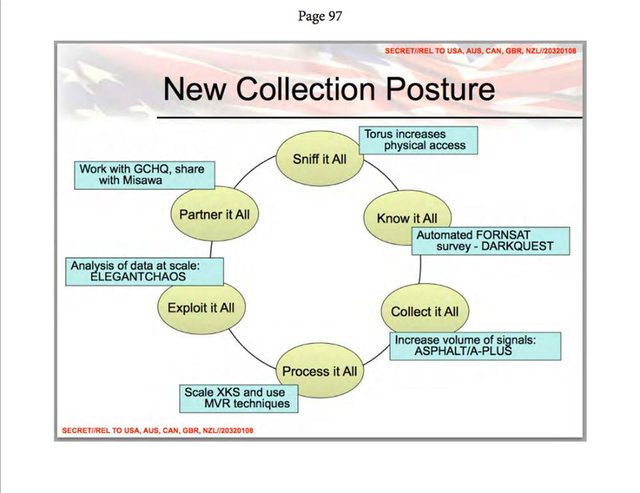 Page 97
SECRET//REL TO USA, AUS, CAN, GBR, NZL//20320108
New Collection Posture
Sniff it All
Torus increases
physical access
Know it All
Automated FORNSAT
survey - DARKQUEST
Collect it All
Increase volume of signals:
ASPHALT/A-PLUS
Process it All
Scale XKS and use
MVR techniques
Exploit it All
Analysis of data at scale:
ELEGANTCHAOS
Partner it All
Work with GCHQ, share
with Misawa
SECRET//REL TO USA, AUS, CAN, GBR, NZL//20320108